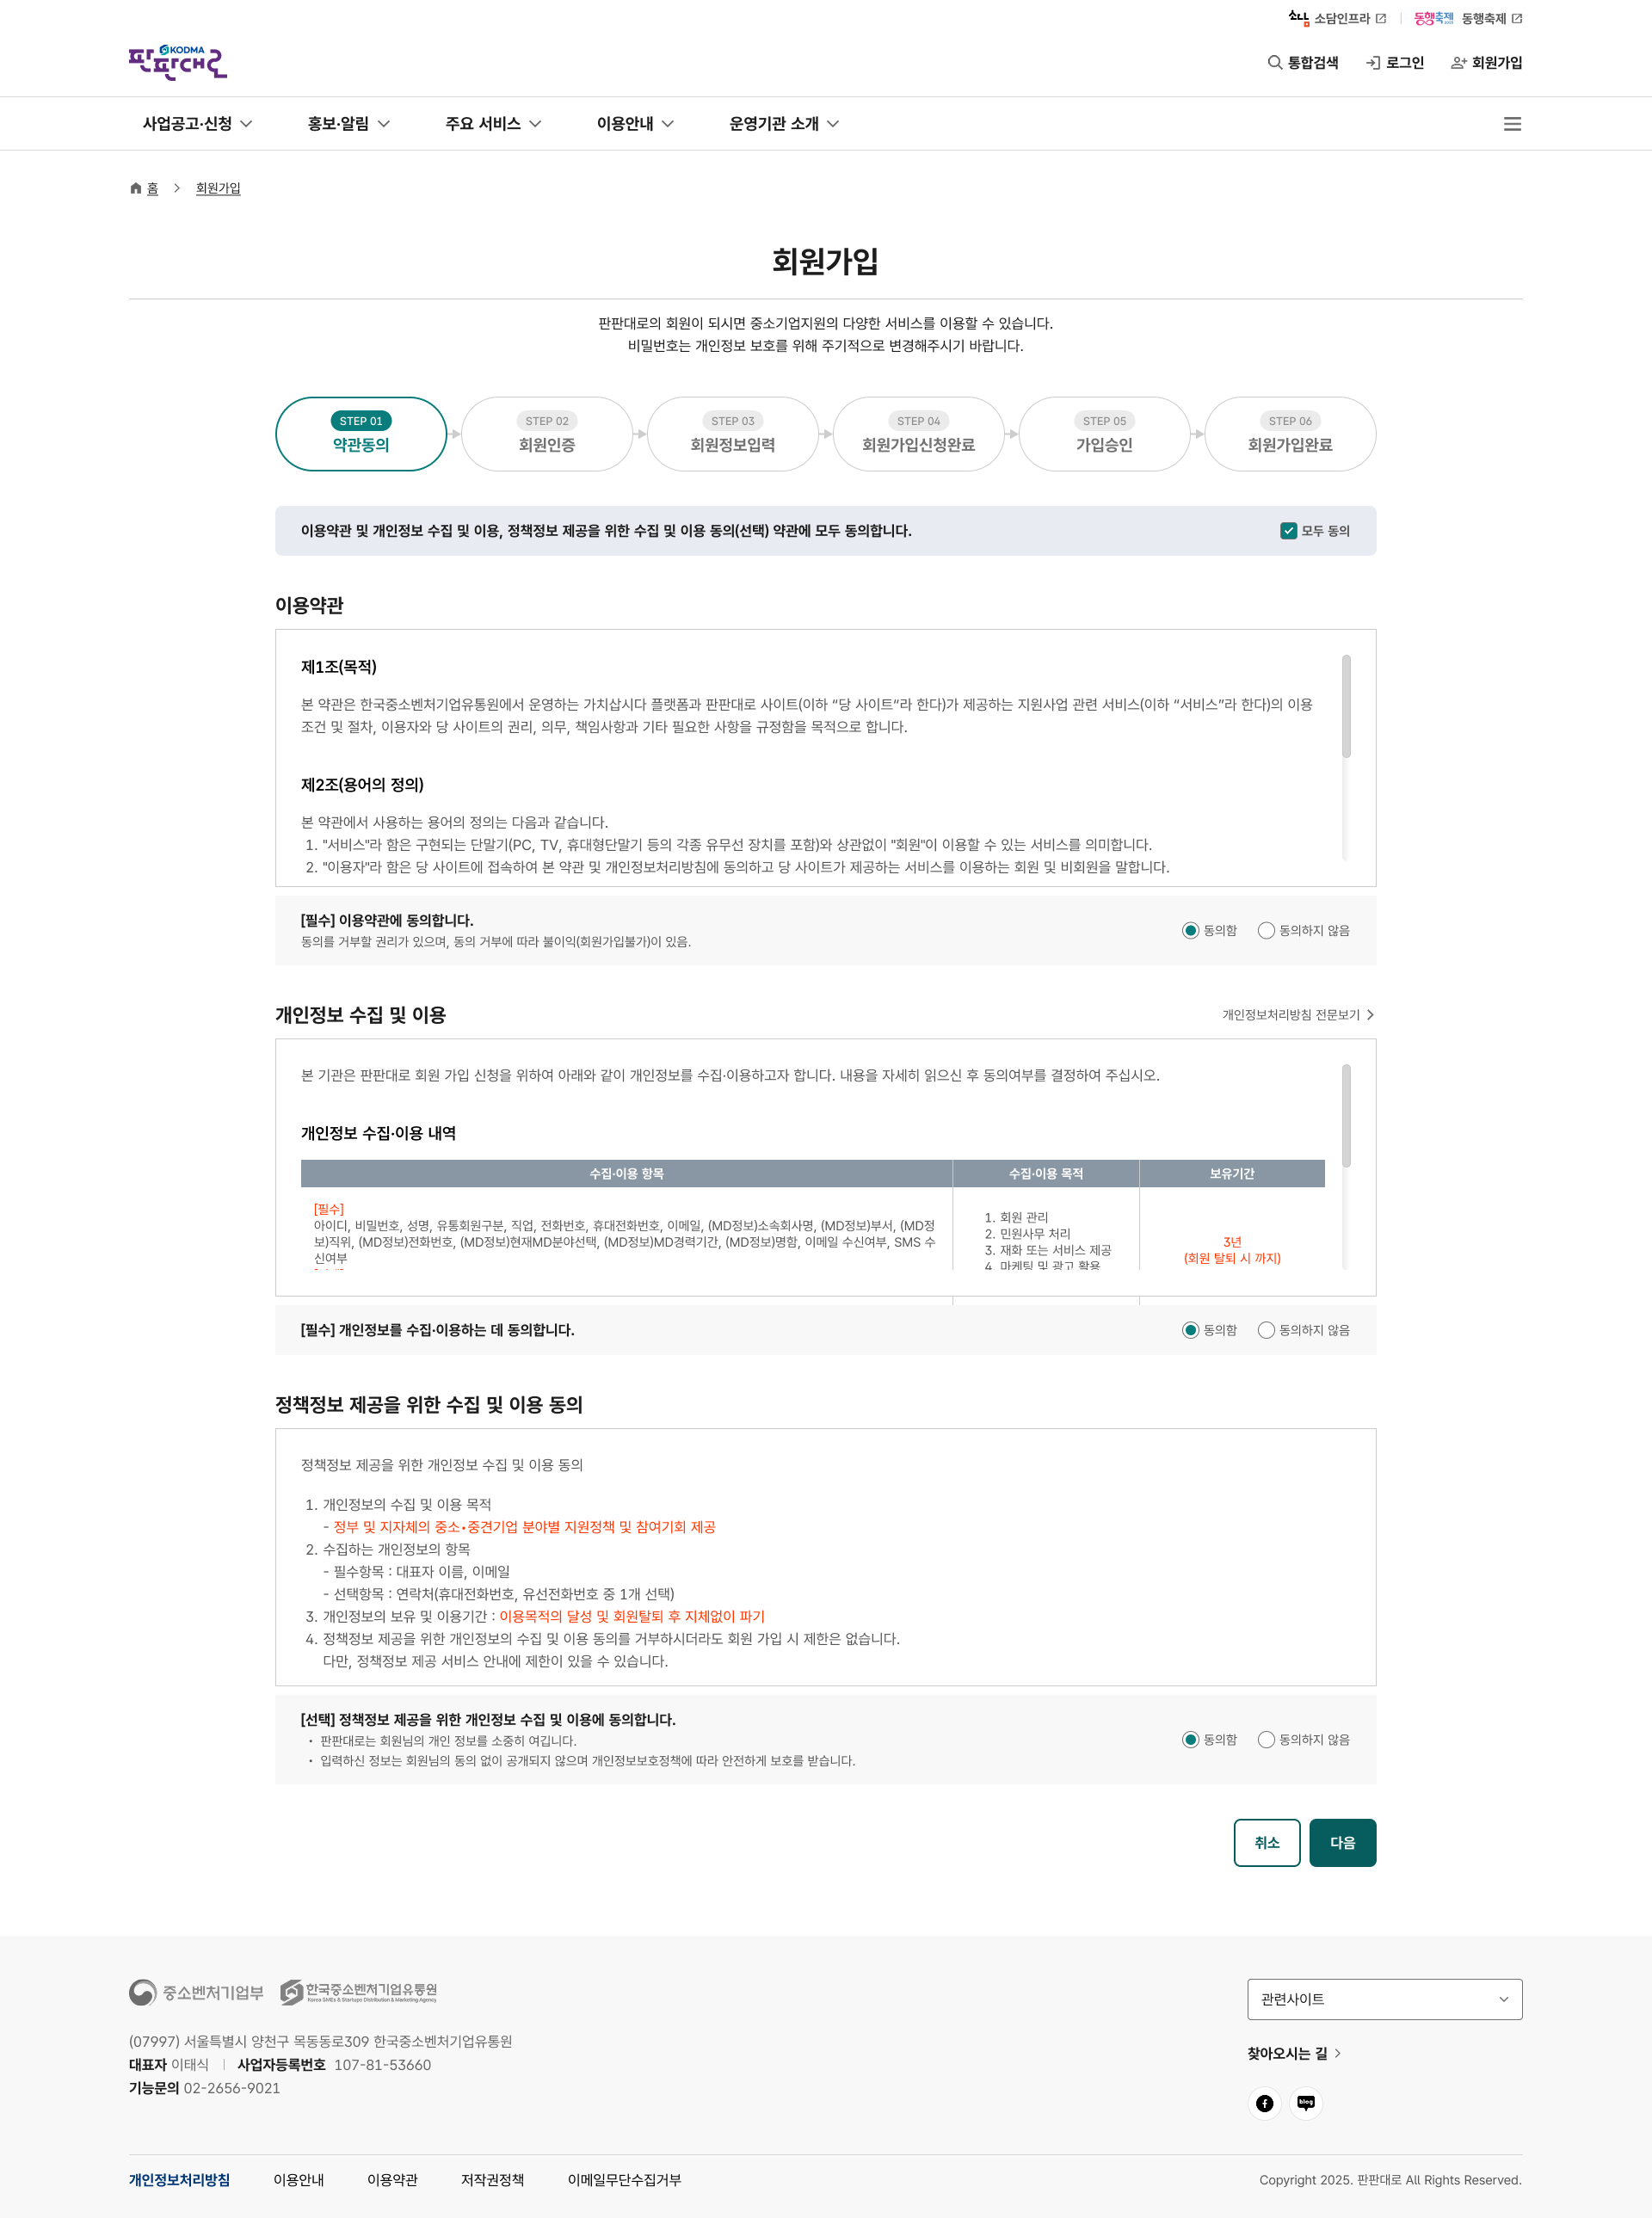 소담 소담인프라
동행축제 동행축제
KODMA
판판대로
통합검색
로그인
회원가입
사업공고·신청
홍보·알림
주요 서비스
이용안내
운영기관 소개
홈
회원가입
회원가입
판판대로의 회원이 되시면 중소기업지원의 다양한 서비스를 이용할 수 있습니다.
비밀번호는 개인정보 보호를 위해 주기적으로 변경해주시기 바랍니다.
STEP 01
약관동의
STEP 02
회원인증
STEP 03
회원정보입력
STEP 04
회원가입신청완료
STEP 05
가입승인
STEP 06
회원가입완료
이용약관 및 개인정보 수집 및 이용, 정책정보 제공을 위한 수집 및 이용 동의(선택) 약관에 모두 동의합니다.
모두 동의
이용약관
제1조(목적)
본 약관은 한국중소벤처기업유통원에서 운영하는 가치삽시다 플랫폼과 판판대로 사이트(이하 “당 사이트“라 한다)가 제공하는 지원사업 관련 서비스(이하 “서비스”라 한다)의 이용
조건 및 절차, 이용자와 당 사이트의 권리, 의무, 책임사항과 기타 필요한 사항을 규정함을 목적으로 합니다.
제2조(용어의 정의)
본 약관에서 사용하는 용어의 정의는 다음과 같습니다.
1. "서비스"라 함은 구현되는 단말기(PC, TV, 휴대형단말기 등의 각종 유무선 장치를 포함)와 상관없이 "회원"이 이용할 수 있는 서비스를 의미합니다.
2. "이용자"라 함은 당 사이트에 접속하여 본 약관 및 개인정보처리방침에 동의하고 당 사이트가 제공하는 서비스를 이용하는 회원 및 비회원을 말합니다.
[필수] 이용약관에 동의합니다.
동의를 거부할 권리가 있으며, 동의 거부에 따라 불이익(회원가입불가)이 있음.
동의함
동의하지 않음
개인정보 수집 및 이용
개인정보처리방침 전문보기
본 기관은 판판대로 회원 가입 신청을 위하여 아래와 같이 개인정보를 수집·이용하고자 합니다. 내용을 자세히 읽으신 후 동의여부를 결정하여 주십시오.
개인정보 수집·이용 내역
수집·이용 항목
수집·이용 목적
보유기간
[필수]
아이디, 비밀번호, 성명, 유통회원구분, 직업, 전화번호, 휴대전화번호, 이메일, (MD정보)소속회사명, (MD정보)부서, (MD정
보)직위, (MD정보)전화번호, (MD정보)현재MD분야선택, (MD정보)MD경력기간, (MD정보)명함, 이메일 수신여부, SMS 수
신여부
1. 회원 관리
2. 민원사무 처리
3. 재화 또는 서비스 제공
4. 마케팅 및 광고 활용
3년
(회원 탈퇴 시 까지)
[필수] 개인정보를 수집·이용하는 데 동의합니다.
동의함
동의하지 않음
정책정보 제공을 위한 수집 및 이용 동의
정책정보 제공을 위한 개인정보 수집 및 이용 동의
1. 개인정보의 수집 및 이용 목적
- 정부 및 지자체의 중소•중견기업 분야별 지원정책 및 참여기회 제공
2. 수집하는 개인정보의 항목
- 필수항목 : 대표자 이름, 이메일
- 선택항목 : 연락처(휴대전화번호, 유선전화번호 중 1개 선택)
3. 개인정보의 보유 및 이용기간 : 이용목적의 달성 및 회원탈퇴 후 지체없이 파기
4. 정책정보 제공을 위한 개인정보의 수집 및 이용 동의를 거부하시더라도 회원 가입 시 제한은 없습니다.
다만, 정책정보 제공 서비스 안내에 제한이 있을 수 있습니다.
[선택] 정책정보 제공을 위한 개인정보 수집 및 이용에 동의합니다.
• 판판대로는 회원님의 개인 정보를 소중히 여깁니다.
• 입력하신 정보는 회원님의 동의 없이 공개되지 않으며 개인정보보호정책에 따라 안전하게 보호를 받습니다.
동의함
동의하지 않음
취소
다음
중소벤처기업부
한국중소벤처기업유통원
Korea SMEs & Startups Distribution & Marketing Agency
관련사이트
(07997) 서울특별시 양천구 목동동로309 한국중소벤처기업유통원
대표자 이태식 | 사업자등록번호 107-81-53660
기능문의 02-2656-9021
찾아오시는 길
blog
개인정보처리방침
이용안내
이용약관
저작권정책
이메일무단수집거부
Copyright 2025. 판판대로 All Rights Reserved.